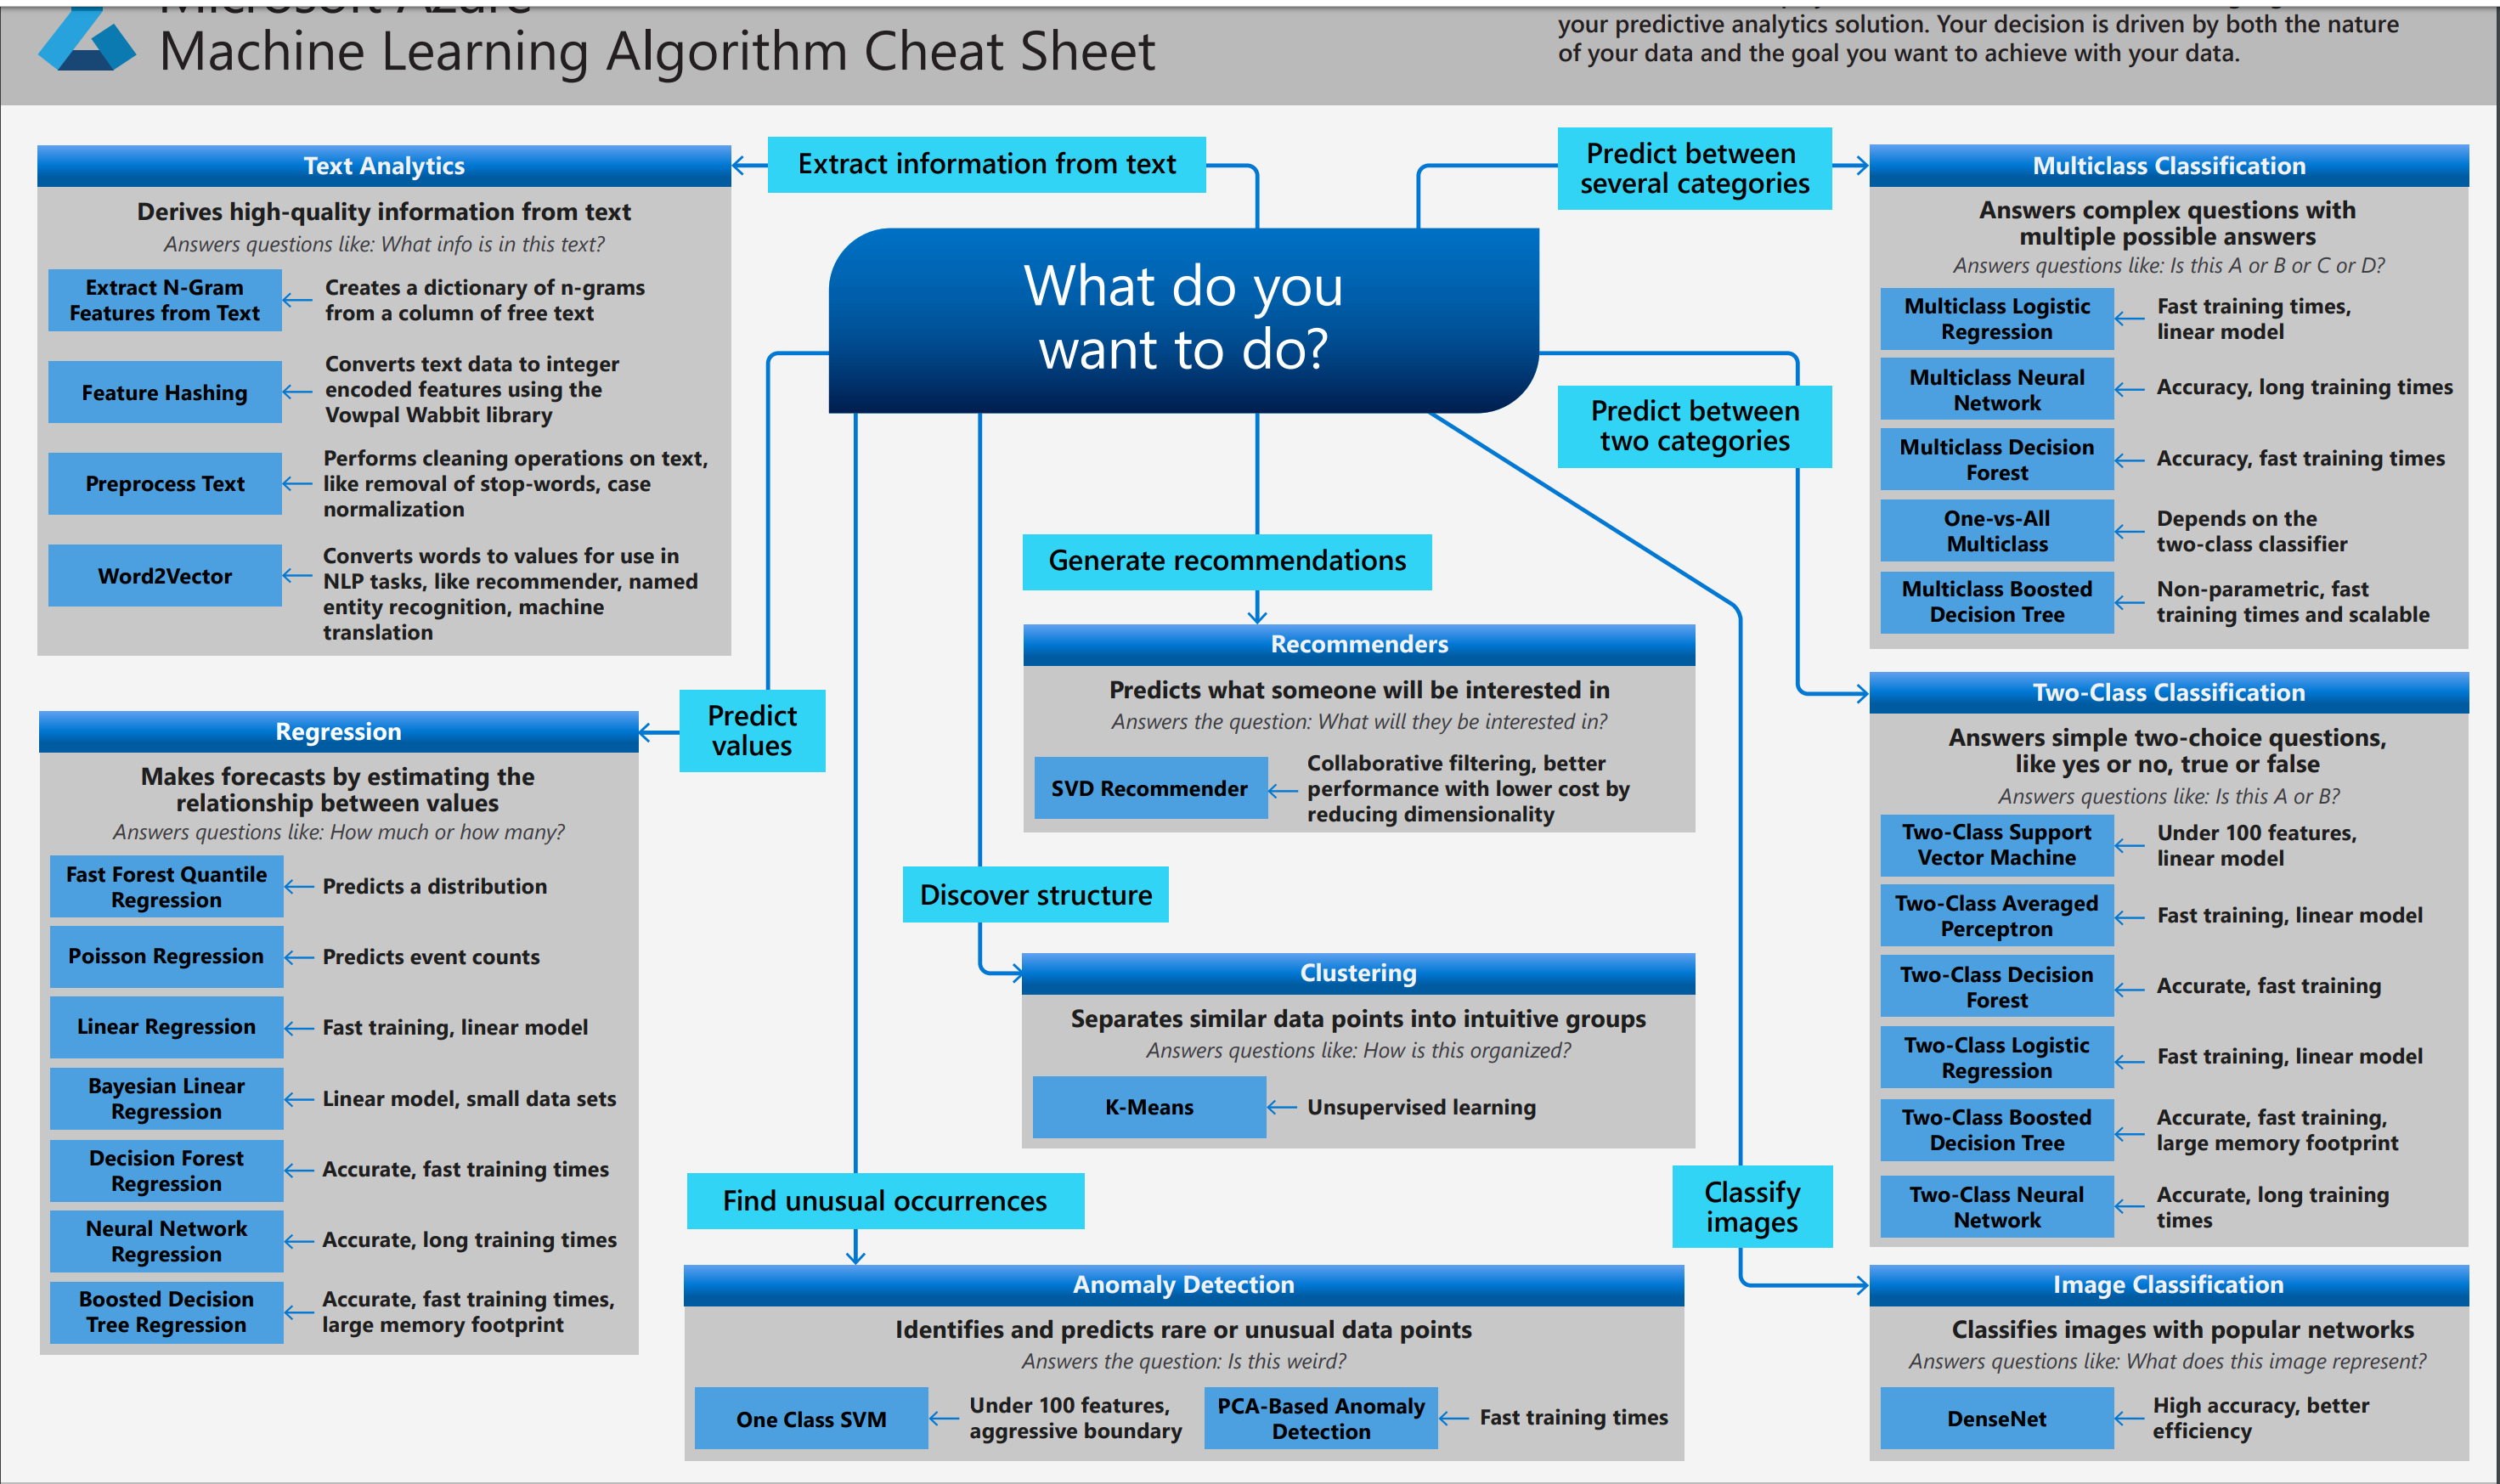 Microsoft Azure
Machine Learning Algorithm Cheat Sheet
your predictive analytics solution. Your decision is driven by both the nature
of your data and the goal you want to achieve with your data.
What do you
want to do?
Extract information from text
Text Analytics
Derives high-quality information from text
Answers questions like: What info is in this text?
Extract N-Gram
Features from Text
Creates a dictionary of n-grams
from a column of free text
Feature Hashing
Converts text data to integer
encoded features using the
Vowpal Wabbit library
Preprocess Text
Performs cleaning operations on text,
like removal of stop-words, case
normalization
Word2Vector
Converts words to values for use in
NLP tasks, like recommender, named
entity recognition, machine
translation
Predict
values
Regression
Makes forecasts by estimating the
relationship between values
Answers questions like: How much or how many?
Fast Forest Quantile
Regression
Predicts a distribution
Poisson Regression
Predicts event counts
Linear Regression
Fast training, linear model
Bayesian Linear
Regression
Linear model, small data sets
Decision Forest
Regression
Accurate, fast training times
Neural Network
Regression
Accurate, long training times
Boosted Decision
Tree Regression
Accurate, fast training times,
large memory footprint
Generate recommendations
Recommenders
Predicts what someone will be interested in
Answers the question: What will they be interested in?
SVD Recommender
Collaborative filtering, better
performance with lower cost by
reducing dimensionality
Discover structure
Clustering
Separates similar data points into intuitive groups
Answers questions like: How is this organized?
K-Means
Unsupervised learning
Find unusual occurrences
Anomaly Detection
Identifies and predicts rare or unusual data points
Answers the question: Is this weird?
One Class SVM
Under 100 features,
aggressive boundary
PCA-Based Anomaly
Detection
Fast training times
Predict between
several categories
Multiclass Classification
Answers complex questions with
multiple possible answers
Answers questions like: Is this A or B or C or D?
Multiclass Logistic
Regression
Fast training times,
linear model
Multiclass Neural
Network
Accuracy, long training times
Multiclass Decision
Forest
Accuracy, fast training times
One-vs-All
Multiclass
Depends on the
two-class classifier
Multiclass Boosted
Decision Tree
Non-parametric, fast
training times and scalable
Predict between
two categories
Two-Class Classification
Answers simple two-choice questions,
like yes or no, true or false
Answers questions like: Is this A or B?
Two-Class Support
Vector Machine
Under 100 features,
linear model
Two-Class Averaged
Perceptron
Fast training, linear model
Two-Class Decision
Forest
Accurate, fast training
Two-Class Logistic
Regression
Fast training, linear model
Two-Class Boosted
Decision Tree
Accurate, fast training,
large memory footprint
Two-Class Neural
Network
Accurate, long training
times
Classify
images
Image Classification
Classifies images with popular networks
Answers questions like: What does this image represent?
DenseNet
High accuracy, better
efficiency